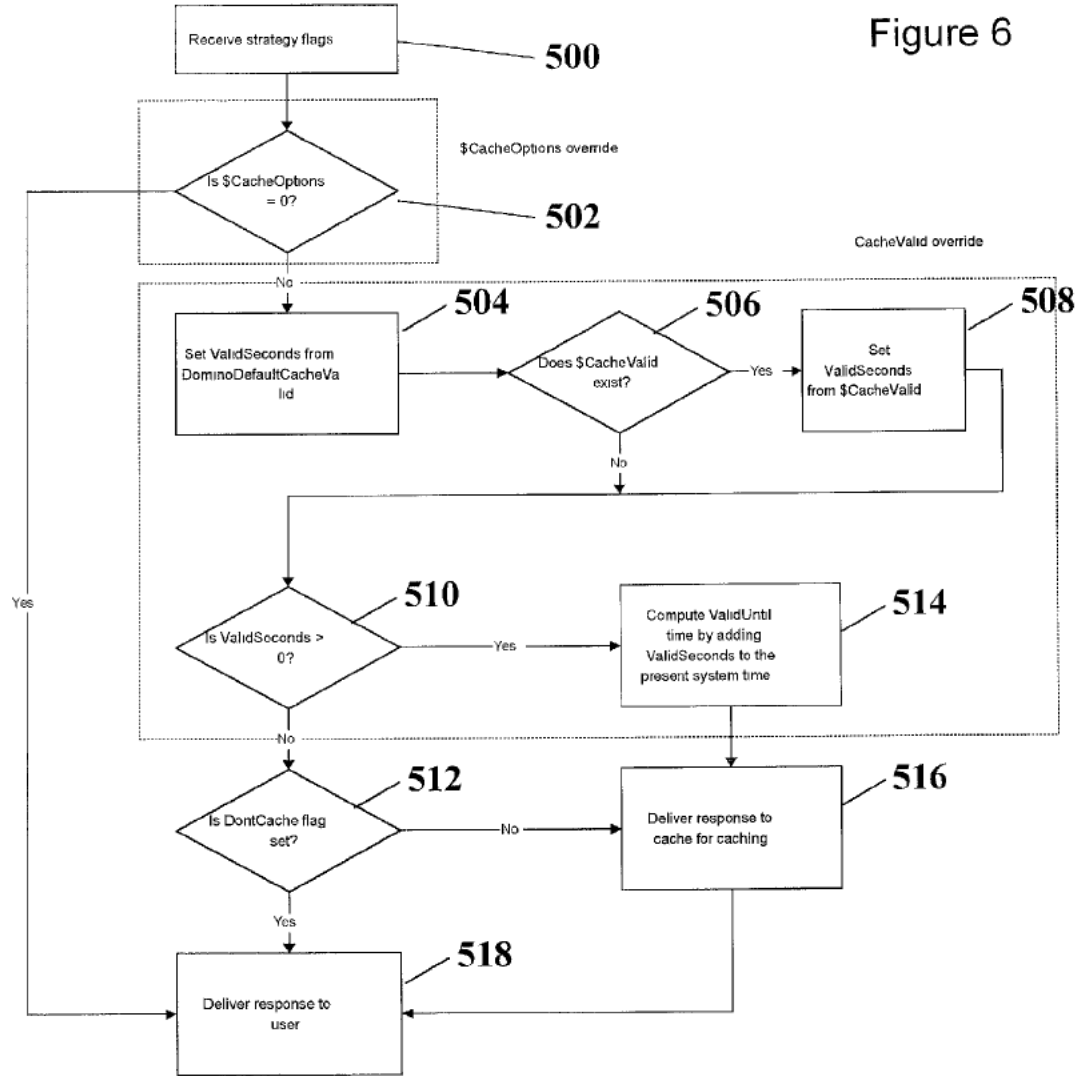 Figure 6
Receive strategy flags
500
$CacheOptions override
Is $CacheOptions
= 0?
502
CacheValid override
No
504
506
508
Set ValidSeconds from
DominoDefaultCacheVa
lid
Does $CacheValid
exist?
Yes
Set
ValidSeconds
from $CacheValid
No
Yes
510
514
Is ValidSeconds >
0?
Yes
Compute ValidUntil
time by adding
ValidSeconds to the
present system time
No
512
516
Is DontCache flag
set?
No
Deliver response to
cache for caching
Yes
518
Deliver response to
user